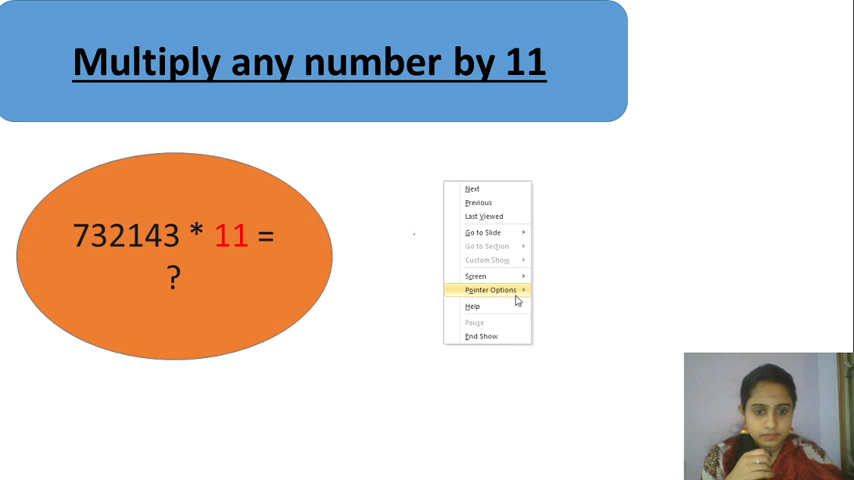 Multiply any number by 11
732143 * 11 =
?
Next
Previous
Last Viewed
Go to Slide
Go to Section
Custom Show
Screen
Pointer Options
Help
Pause
End Show